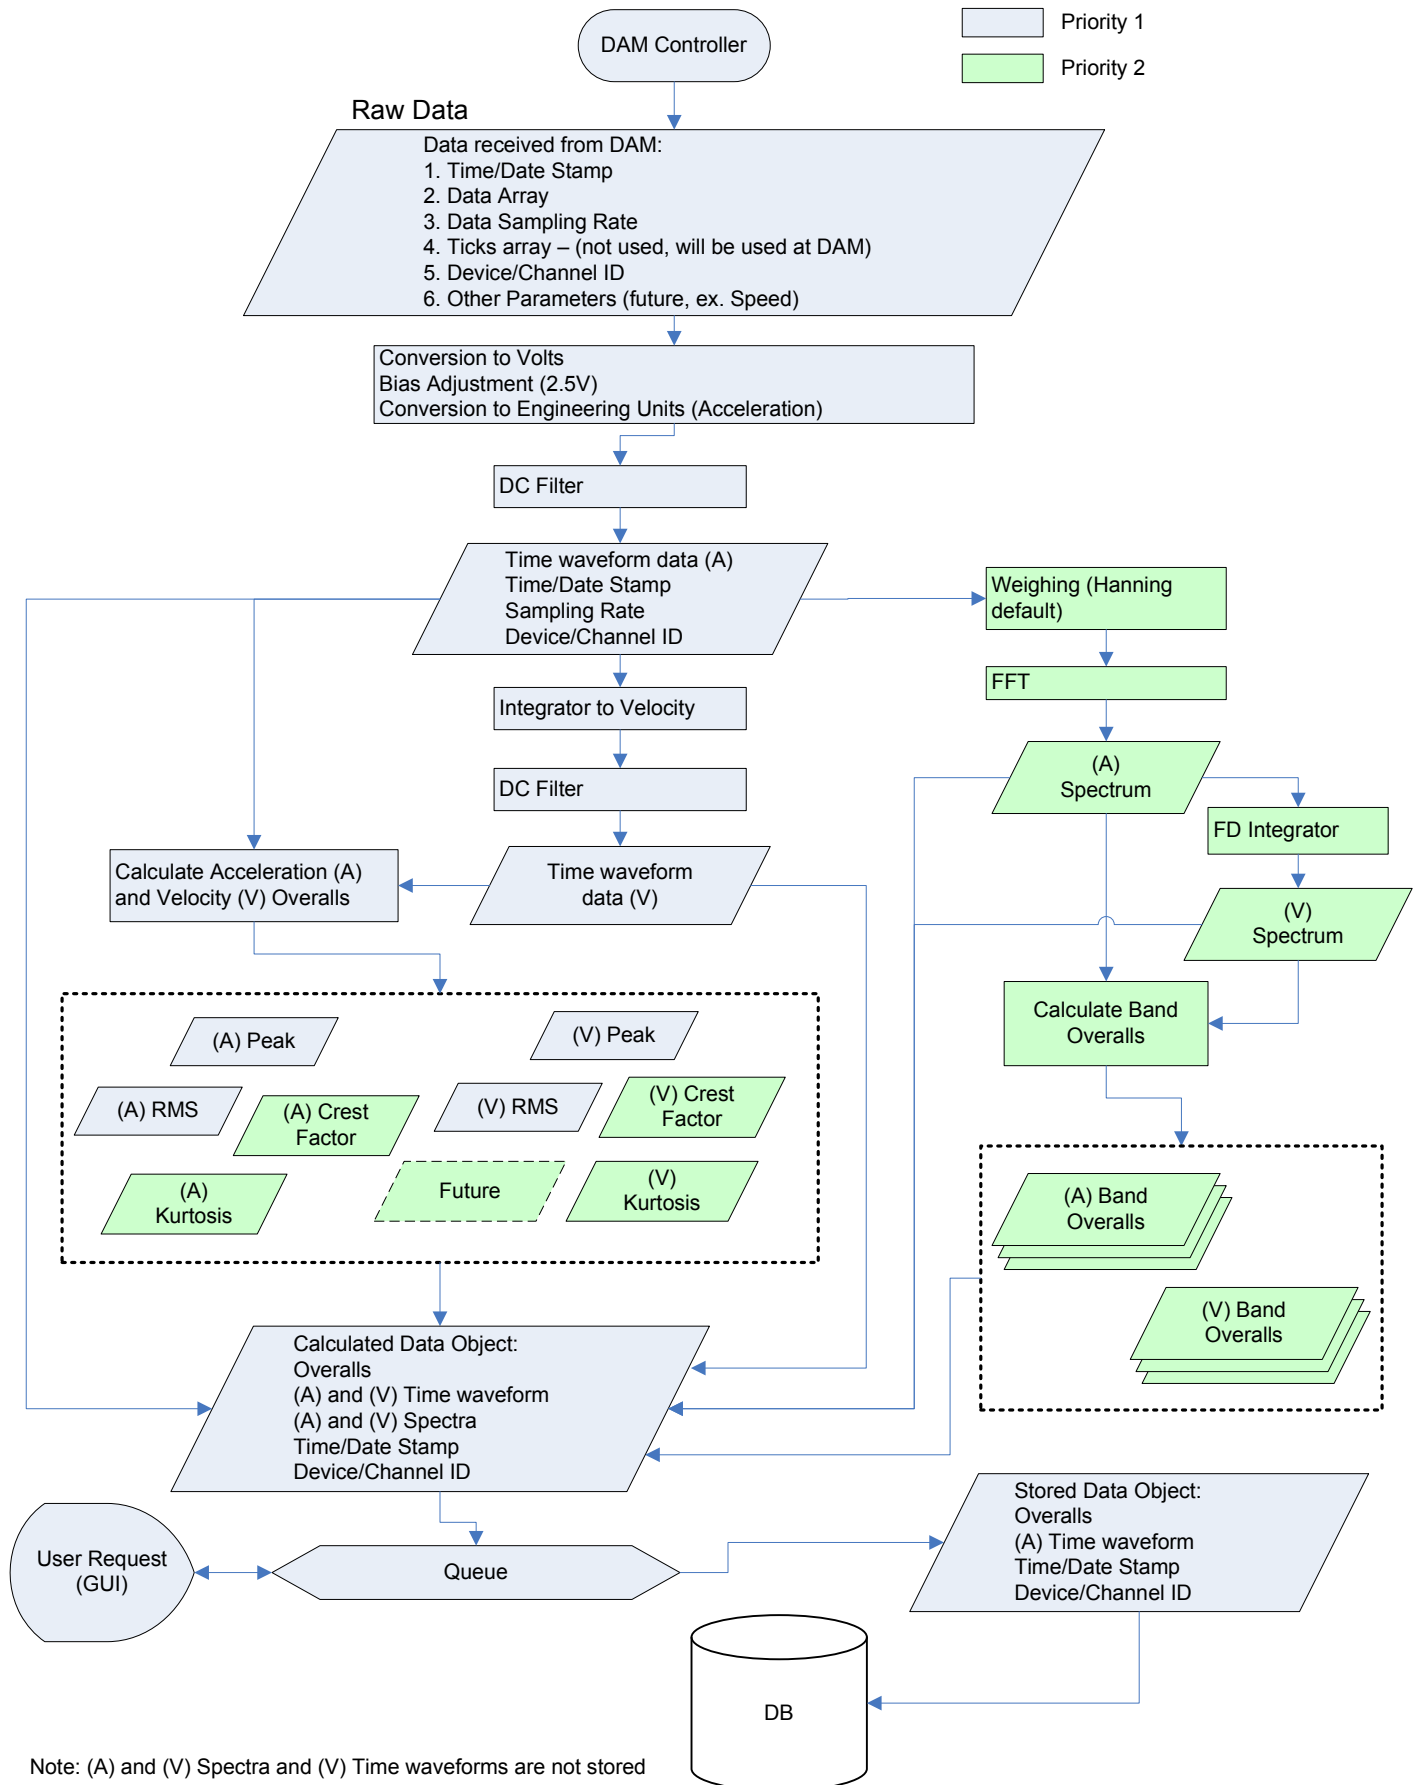 DAM Controller
Priority 1
Priority 2
Raw Data
Data received from DAM:
1. Time/Date Stamp
2. Data Array
3. Data Sampling Rate
4. Ticks array – (not used, will be used at DAM)
5. Device/Channel ID
6. Other Parameters (future, ex. Speed)
Conversion to Volts
Bias Adjustment (2.5V)
Conversion to Engineering Units (Acceleration)
DC Filter
Time waveform data (A)
Time/Date Stamp
Sampling Rate
Device/Channel ID
Weighing (Hanning
default)
FFT
Integrator to Velocity
DC Filter
(A)
Spectrum
FD Integrator
Calculate Acceleration (A)
and Velocity (V) Overalls
Time waveform
data (V)
(V)
Spectrum
Calculate Band
Overalls
(A) Peak
(V) Peak
(A) RMS
(A) Crest
Factor
(V) RMS
(V) Crest
Factor
(A)
Kurtosis
Future
(V)
Kurtosis
(A) Band
Overalls
(V) Band
Overalls
Calculated Data Object:
Overalls
(A) and (V) Time waveform
(A) and (V) Spectra
Time/Date Stamp
Device/Channel ID
Stored Data Object:
Overalls
(A) Time waveform
Time/Date Stamp
Device/Channel ID
User Request
(GUI)
Queue
DB
Note: (A) and (V) Spectra and (V) Time waveforms are not stored